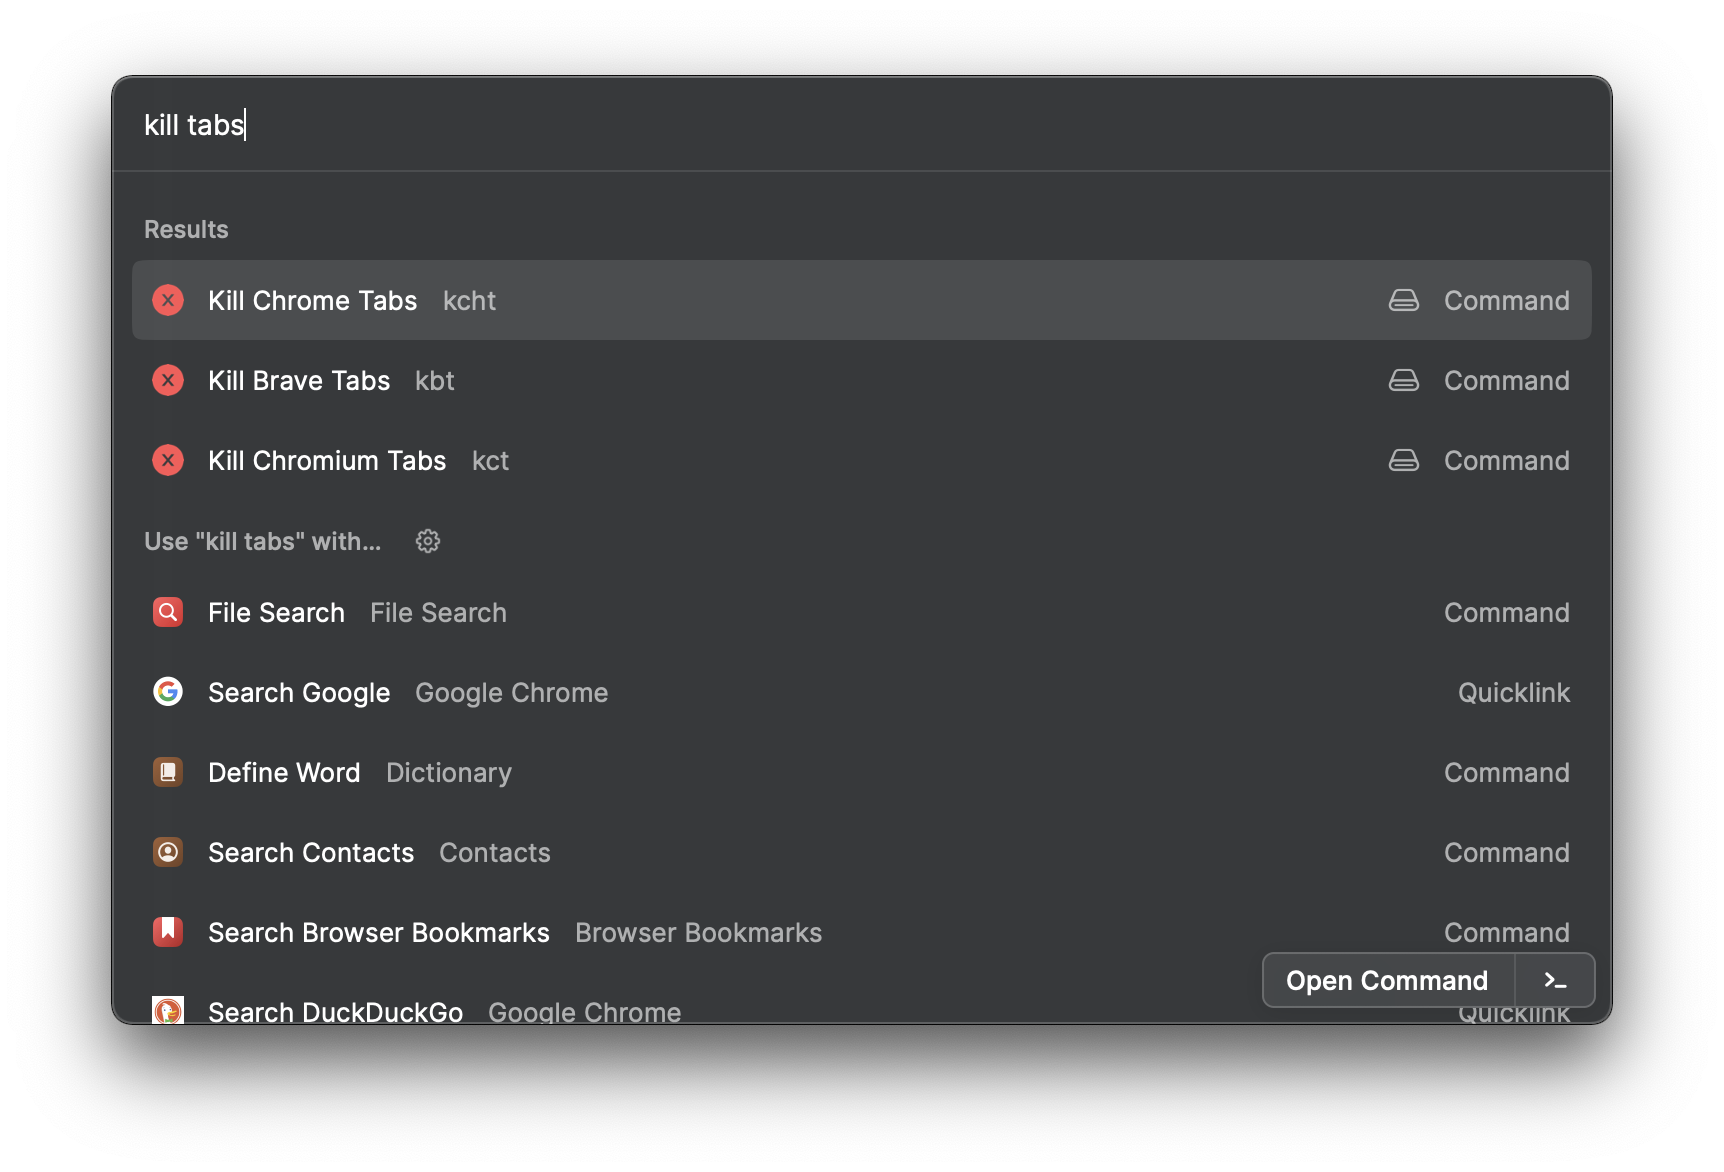 kill tabs
Results
Kill Chrome Tabs kcht Command
Kill Brave Tabs kbt Command
Kill Chromium Tabs kct Command
Use "kill tabs" with...
File Search File Search Command
Search Google Google Chrome Quicklink
Define Word Dictionary Command
Search Contacts Contacts Command
Search Browser Bookmarks Browser Bookmarks Command
Open Command >_
Search DuckDuckGo Google Chrome Quicklink